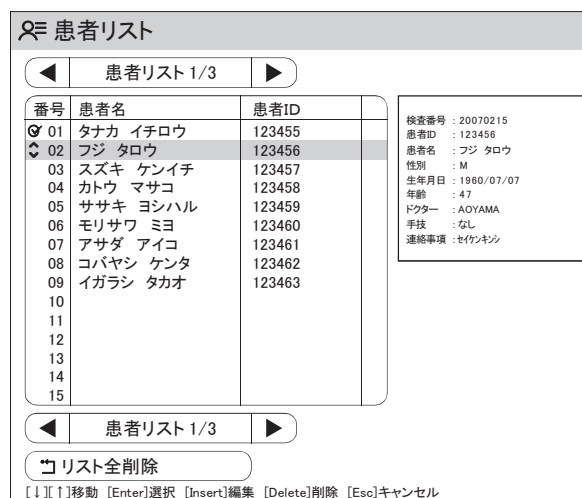 患者リスト
患者リスト 1/3
番号 患者名 患者ID
01 タナカ イチロウ 123455
02 フジ タロウ 123456
03 スズキ ケンイチ 123457
04 カトウ マサコ 123458
05 ササキ ヨシハル 123459
06 モリサワ ミヨ 123460
07 アサダ アイコ 123461
08 コバヤシ ケンタ 123462
09 イガラシ タカオ 123463
10
11
12
13
14
15
検査番号 : 20070215
患者ID : 123456
患者名 : フジ タロウ
性別 : M
生年月日 : 1960/07/07
年齢 : 47
ドクター : AOYAMA
手技 : なし
連絡事項 : セイケンキンシ
患者リスト 1/3
リスト全削除
[↓][↑]移動 [Enter]選択 [Insert]編集 [Delete]削除 [Esc]キャンセル